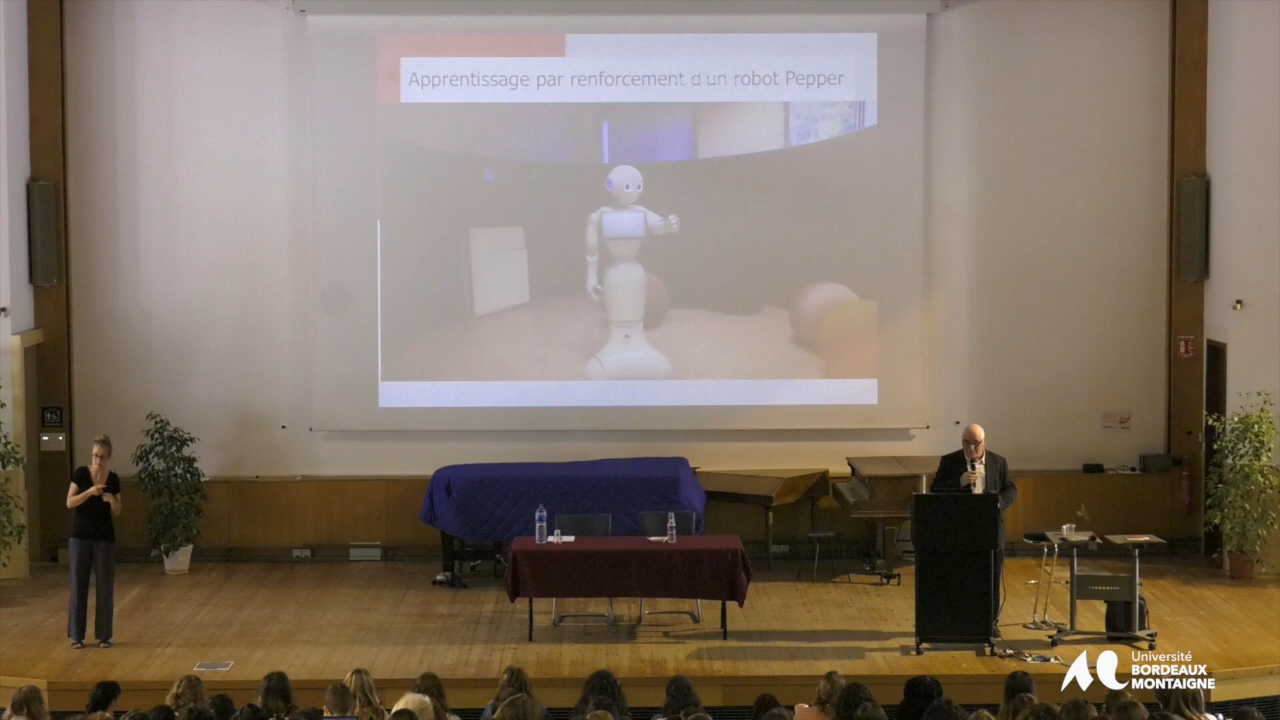 Apprentissage par renforcement d'un robot Pepper
Université
BORDEAUX
MONTAIGNE